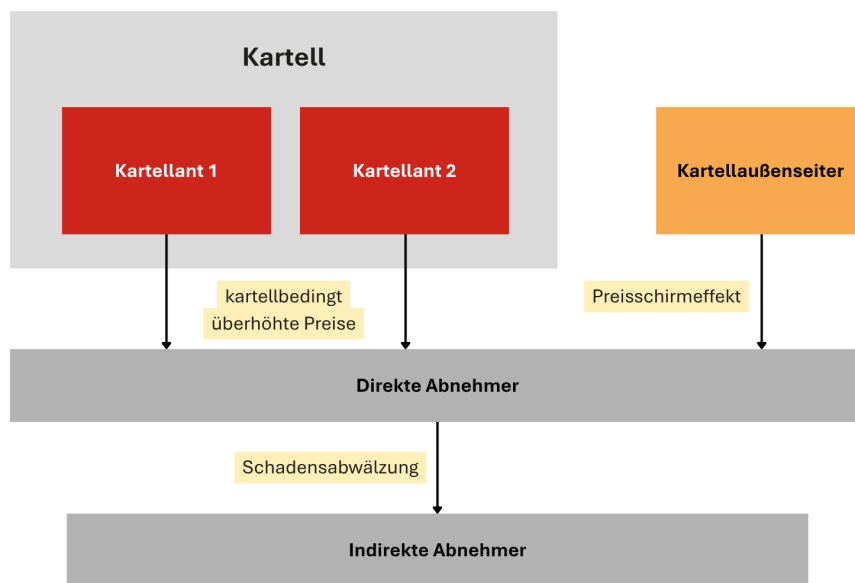 Kartell
Kartellant 1
Kartellant 2
Kartellaußenseiter
kartellbedingt
überhöhte Preise
Preisschirmeffekt
Direkte Abnehmer
Schadensabwälzung
Indirekte Abnehmer